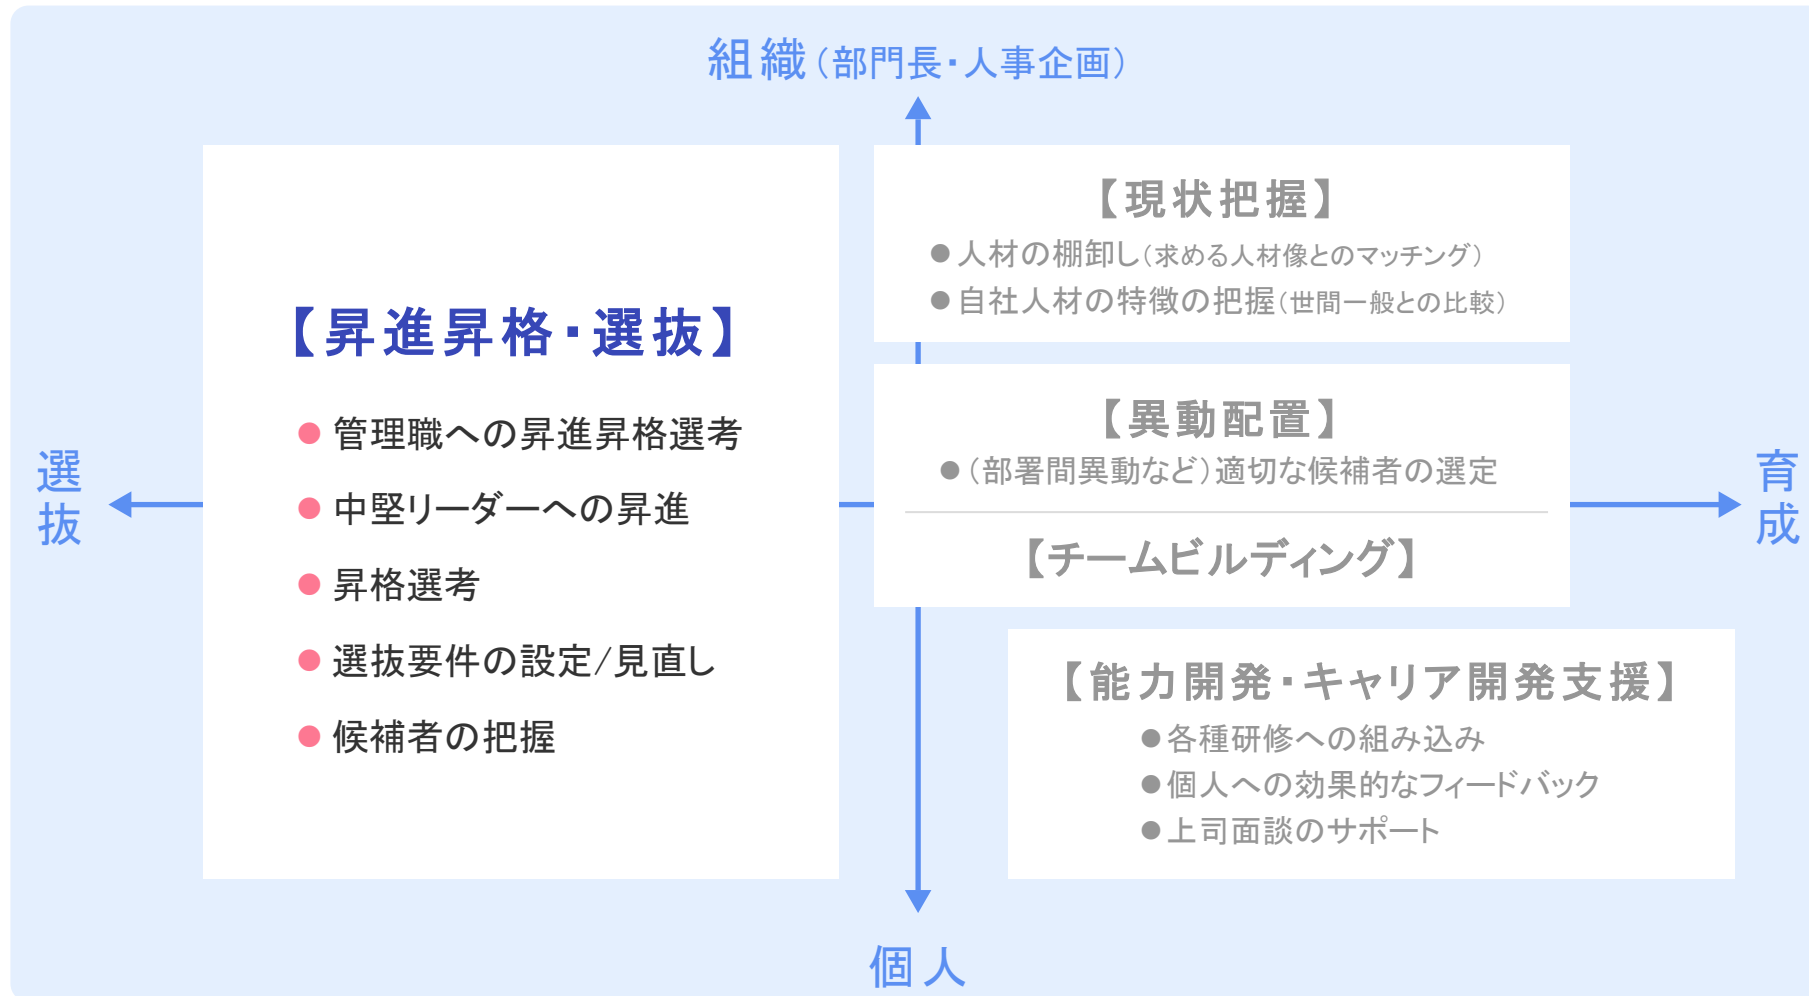 組織(部門長・人事企画)
選抜
【昇進昇格・選抜】
●管理職への昇進昇格選考
●中堅リーダーへの昇進
●昇格選考
●選抜要件の設定/見直し
●候補者の把握
【現状把握】
●人材の棚卸し(求める人材像とのマッチング)
●自社人材の特徴の把握(世間一般との比較)
【異動配置】
●(部署間異動など)適切な候補者の選定
【チームビルディング】
【能力開発・キャリア開発支援】
●各種研修への組み込み
●個人への効果的なフィードバック
●上司面談のサポート
育成
個人